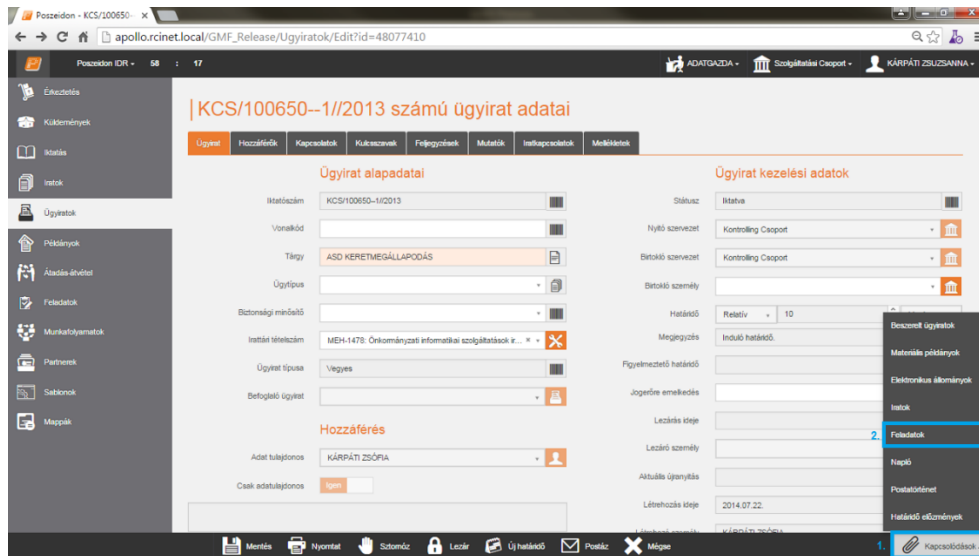 Poseidon - KCS/100650-
apollo.rcinet.local/GMF_Release/Ugyiratok/Edit?id=48077410
Poszeidon IDR - 58 : 17
ADATGAZDA -
Szolgáltatási Csoport -
KÁRPÁTI ZSUZSANNA -
Érkeztetés
Küldemények
Iktatás
Iratok
Ügyiratok
Példányok
Átadás-átvétel
Feladatok
Munkafolyamatok
Partnerek
Sablonok
Mappák
KCS/100650--1//2013 számú ügyirat adatai
Ügyirat Hozzáférők Kapcsolatok Kulcsszavak Feljegyzések Mutatók Iratkapcsolatok Mellékletek
Ügyirat alapadatai
Iktatószám KCS/100650--1//2013
Vonalkód
Tárgy ASD KERETMEGÁLLAPODÁS
Ügytípus
Biztonsági minősítő
Irattári tételszám MEH-1478: Önkormányzati informatikai szolgáltatások ir...
Ügyirat típusa Vegyes
Befoglaló ügyirat
Hozzáférés
Adat tulajdonos KÁRPÁTI ZSÓFIA
Csak adatulajdonos Igen
Ügyirat kezelési adatok
Státusz Iktatva
Nyitó szervezet Kontrolling Csoport
Birtokló szervezet Kontrolling Csoport
Birtokló személy
Határidő Relatív 10
Megjegyzés Induló határidő.
Figyelmeztető határidő
Jogerőre emelkedés
Lezárás ideje
Lezáró személy
Aktuális újranyitás
Létrehozás ideje 2014.07.22.
Létrehozó személy KÁRPÁTI ZSÓFIA
Beszerelt ügyiratok
Materiális példányok
Elektronikus állományok
Iratok
2. Feladatok
Napló
Postatörténet
Határidő előzmények
1. Kapcsolódások
Mentés Nyomtat Sztornóz Lezár Új határidő Postáz Mégse